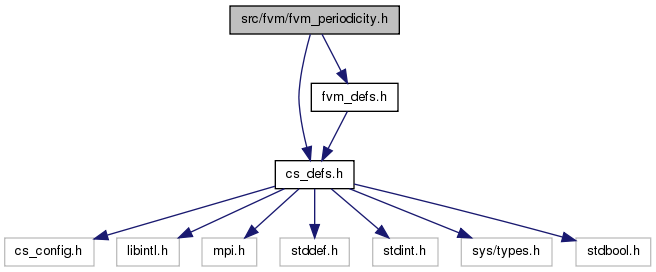 src/fvm/fvm_periodicity.h
fvm_defs.h
cs_defs.h
cs_config.h
libintl.h
mpi.h
stddef.h
stdint.h
sys/types.h
stdbool.h